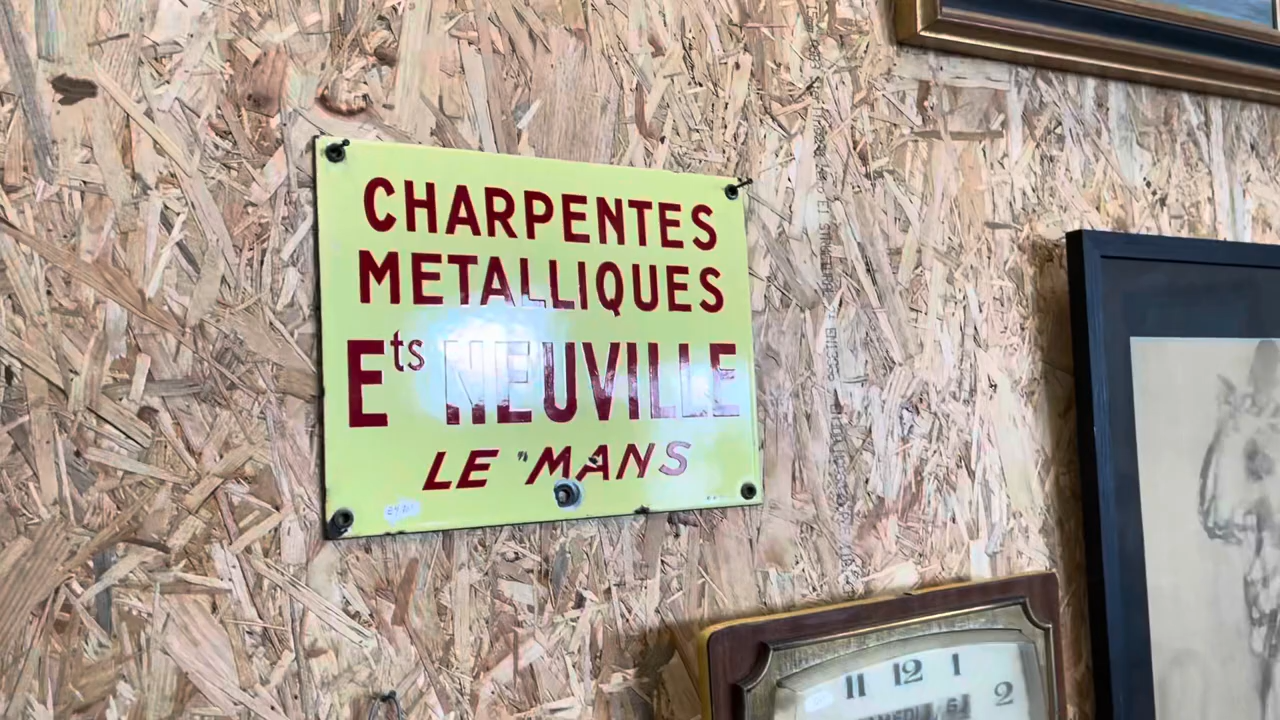 CHARPENTES
METALLIQUES
Ets NEUVILLE
LE MANS
11 12 1
2